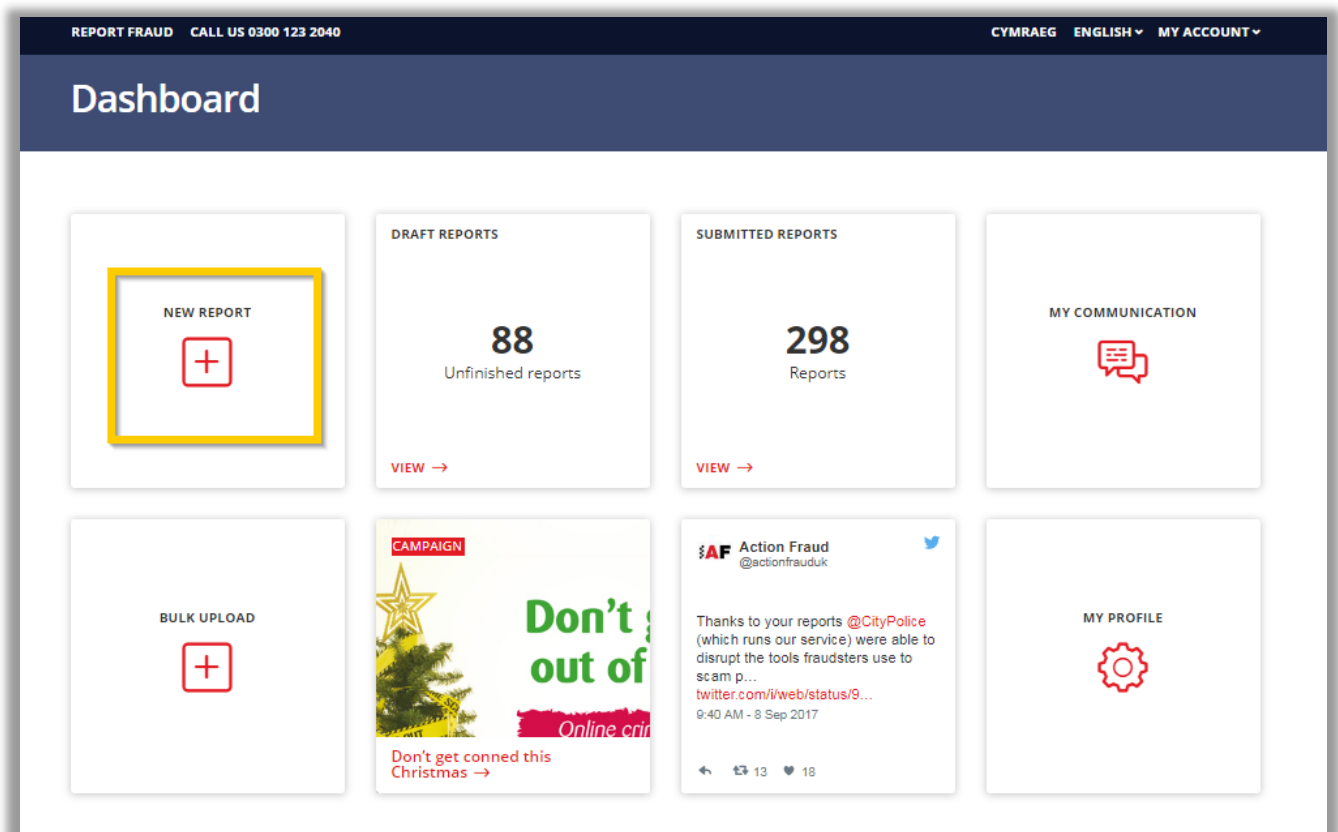 REPORT FRAUD CALL US 0300 123 2040
CYMRAEG ENGLISH MY ACCOUNT
Dashboard
NEW REPORT
DRAFT REPORTS
88
Unfinished reports
VIEW →
SUBMITTED REPORTS
298
Reports
VIEW →
MY COMMUNICATION
BULK UPLOAD
CAMPAIGN
Don't
out of
Online
Don't get conned this
Christmas →
AF Action Fraud
@actionfrauduk
Thanks to your reports @CityPolice
(which runs our service) were able to
disrupt the tools fraudsters use to
scam p...
twitter.com/i/web/status/9...
9:40 AM - 8 Sep 2017
13 18
MY PROFILE